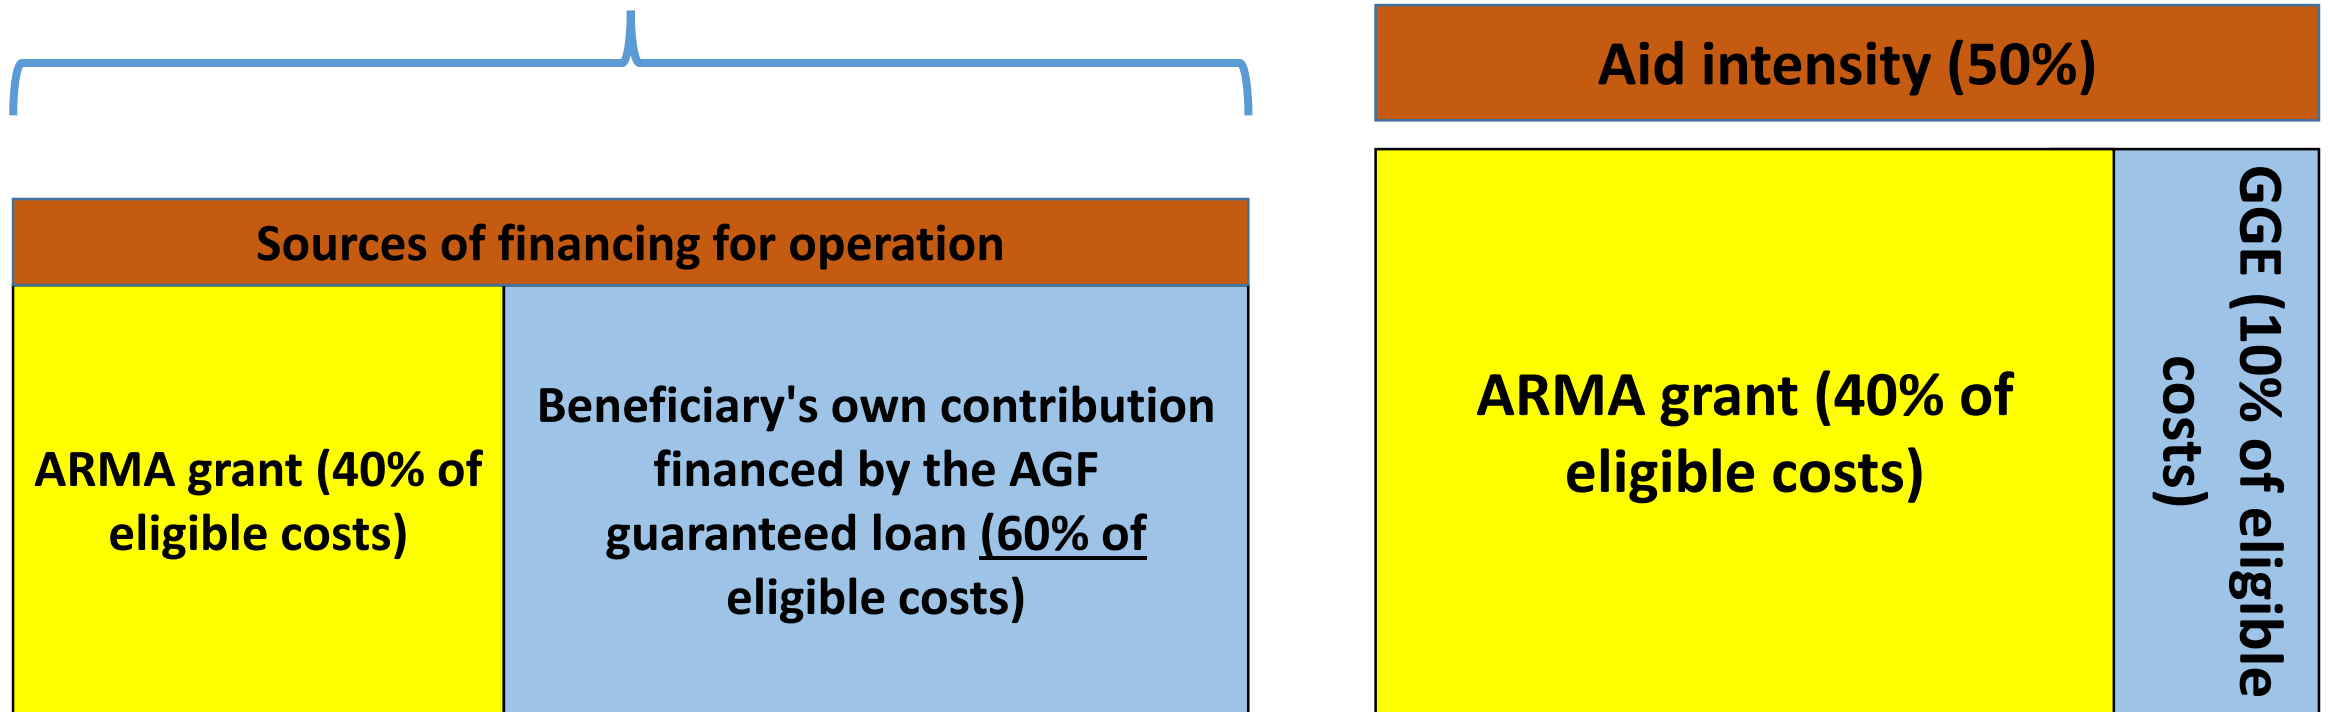 Sources of financing for operation
ARMA grant (40% of
eligible costs)
Beneficiary's own contribution
financed by the AGF
guaranteed loan (60% of
eligible costs)
Aid intensity (50%)
ARMA grant (40% of
eligible costs)
GGE (10% of eligible
costs)